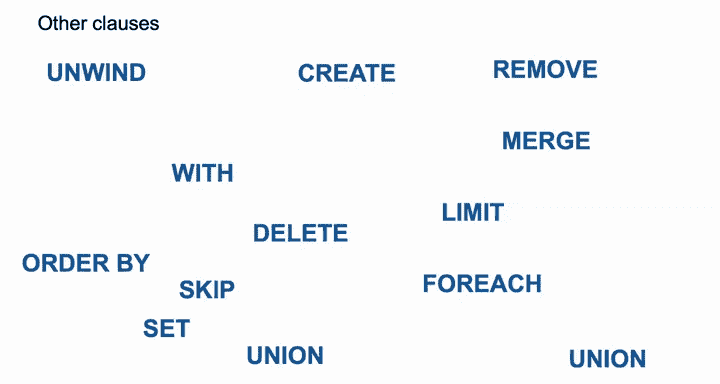 Other clauses
UNWIND
CREATE
REMOVE
MERGE
WITH
LIMIT
DELETE
ORDER BY
SKIP
FOREACH
SET
UNION
UNION